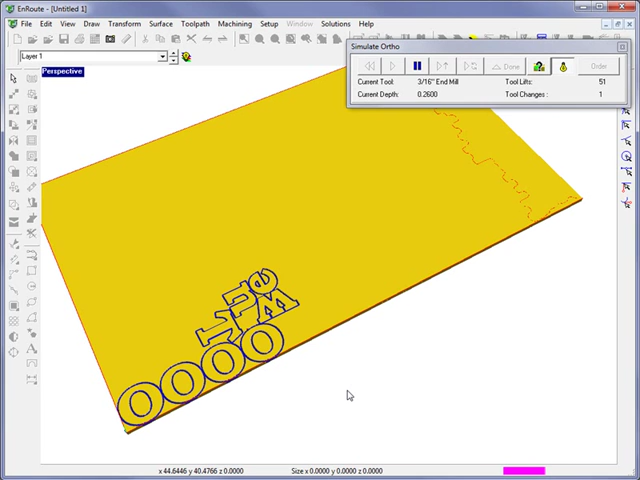 EnRoute - [Untitled 1]
File Edit View Draw Transform Surface Toolpath Machining Setup Window Solutions Help
Layer 1
Simulate Ortho
Done
Order
Current Tool: 3/16" End Mill Tool Lifts: 51
Current Depth: 0.2600 Tool Changes : 1
Perspective
OOOO
x 44.6446 y 40.4766 z 0.0000 Size x 0.0000 y 0.0000 z 0.0000